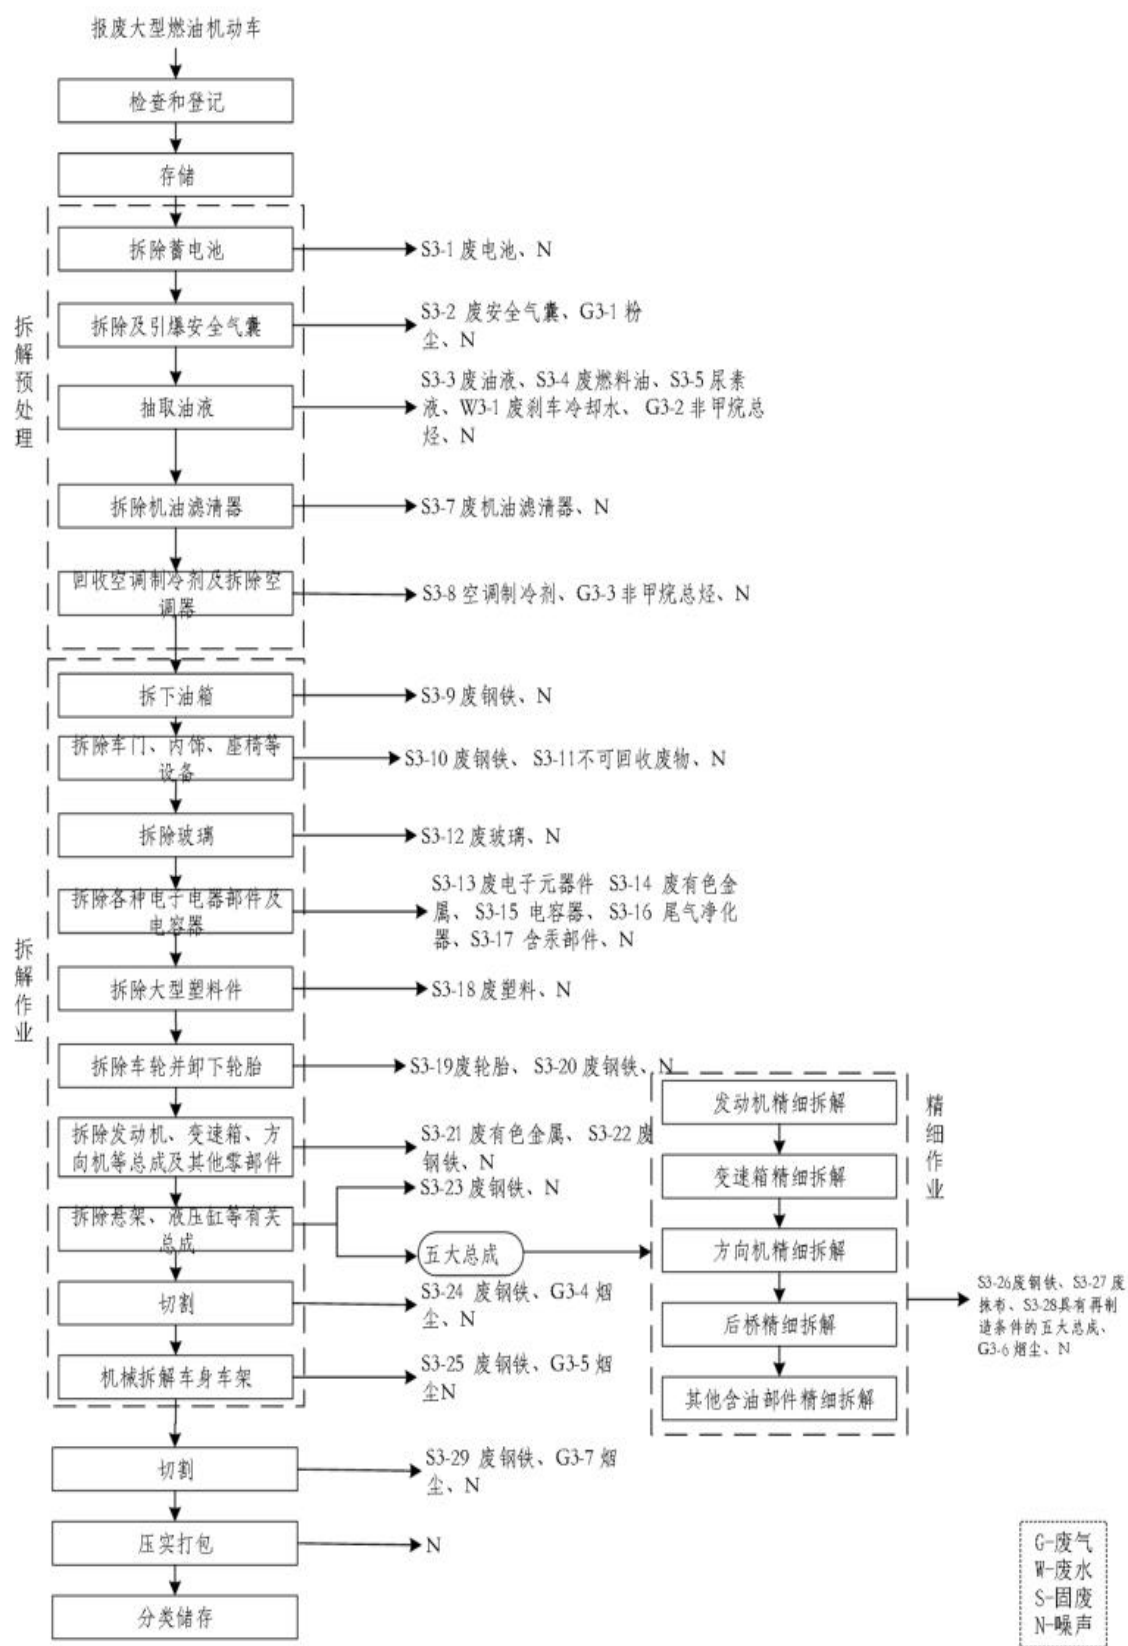 报废大型燃油机动车
检查和登记
存储
拆解预处理
拆除蓄电池
S3-1 废电池、N
拆除及引爆安全气囊
S3-2 废安全气囊、G3-1 粉
尘、N
抽取油液
S3-3 废油液、S3-4 废燃料油、S3-5 尿素
液、W3-1 废刹车冷却水、 G3-2 非甲烷总
烃、N
拆除机油滤清器
S3-7 废机油滤清器、N
回收空调制冷剂及拆除空
调器
S3-8 空调制冷剂、G3-3 非甲烷总烃、N
拆解作业
拆下油箱
S3-9 废钢铁、N
拆除车门、内饰、座椅等
设备
S3-10 废钢铁、 S3-11不可回收废物、N
拆除玻璃
S3-12 废玻璃、N
拆除各种电子电器部件及
电容器
S3-13 废电子元器件 S3-14 废有色金
属、 S3-15 电容器、 S3-16 尾气净化
器、S3-17 含汞部件、N
拆除大型塑料件
S3-18 废塑料、N
拆除车轮并卸下轮胎
S3-19废轮胎、 S3-20 废钢铁、N
拆除发动机、变速箱、方
向机等总成及其他零部件
S3-21 废有色金属、 S3-22 废
钢铁、N
拆除悬架、液压缸等有关
总成
S3-23 废钢铁、N
五大总成
切割
S3-24 废钢铁、G3-4 烟
尘、N
机械拆解车身车架
S3-25 废钢铁、G3-5 烟
尘N
精细作业
发动机精细拆解
变速箱精细拆解
方向机精细拆解
后桥精细拆解
其他含油部件精细拆解
S3-26废钢铁、S3-27 废
抹布、S3-28具有再制
造条件的五大总成、
G3-6 烟尘、N
切割
S3-29 废钢铁、G3-7 烟
尘、N
压实打包
N
分类储存
G-废气
W-废水
S-固废
N-噪声